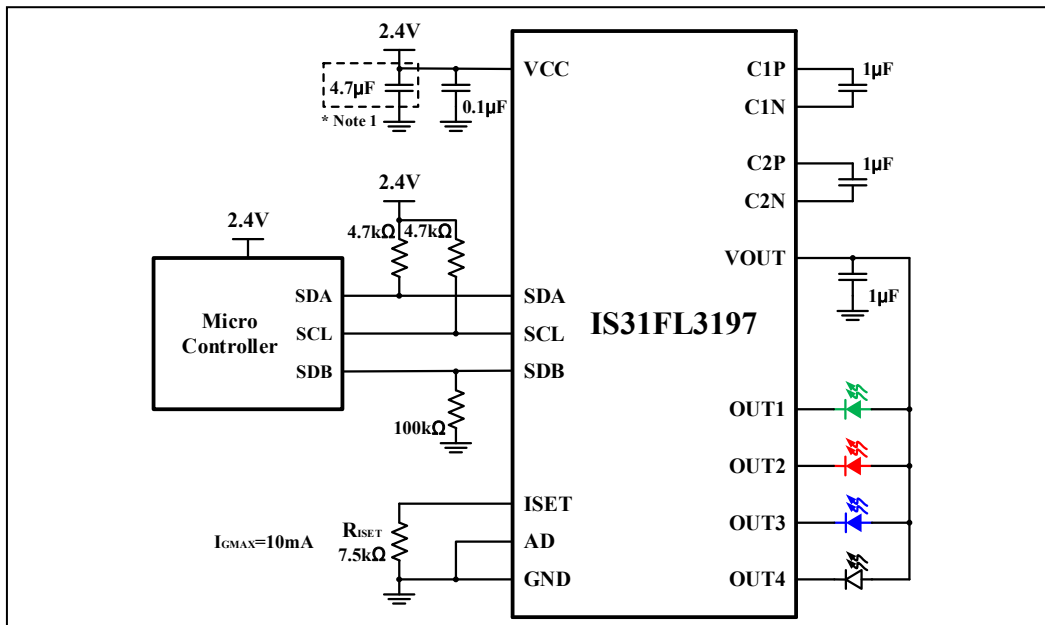 2.4V
4.7µF
* Note 1
0.1µF
VCC
C1P
1µF
C1N
C2P
1µF
C2N
2.4V
4.7kΩ
4.7kΩ
2.4V
VOUT
1µF
Micro
Controller
SDA
SCL
SDB
SDA
SCL
SDB
IS31FL3197
100kΩ
OUT1
OUT2
OUT3
OUT4
ISET
AD
GND
IGMAX=10mA
RISET
7.5kΩ